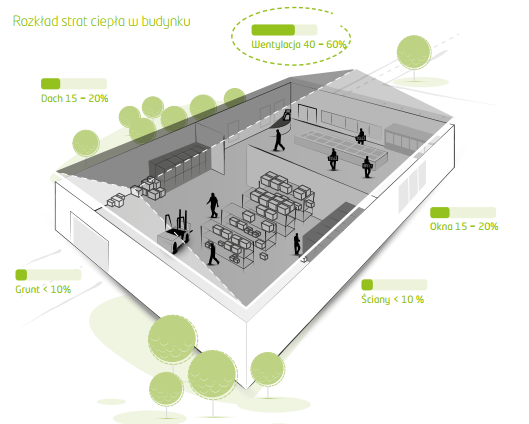 Rozkład strat ciepła w budynku
Wentylacja 40 – 60%
Dach 15 – 20%
Okna 15 – 20%
Grunt < 10%
Ściany < 10 %